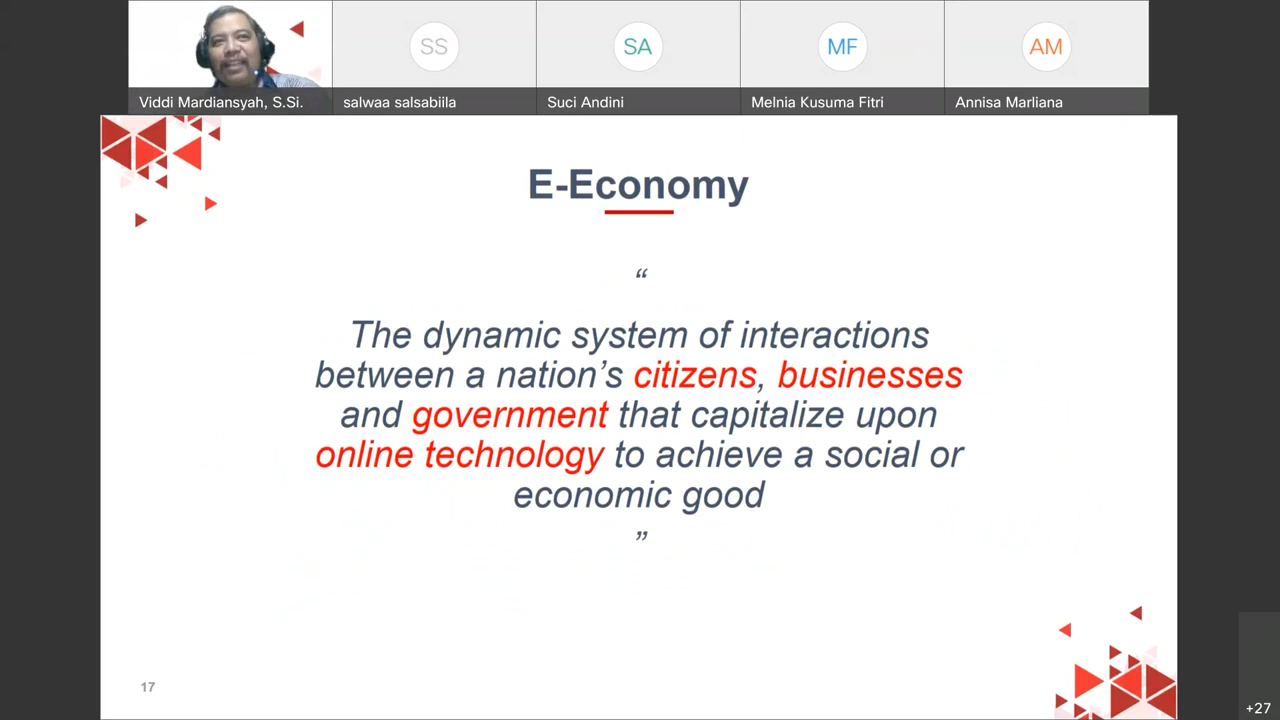 SS
SA
MF
AM
Viddi Mardiansyah, S.Si.
salwaa salsabiila
Suci Andini
Melnia Kusuma Fitri
Annisa Marliana
E-Economy
“
The dynamic system of interactions
between a nation’s citizens, businesses
and government that capitalize upon
online technology to achieve a social or
economic good
”
17
+27